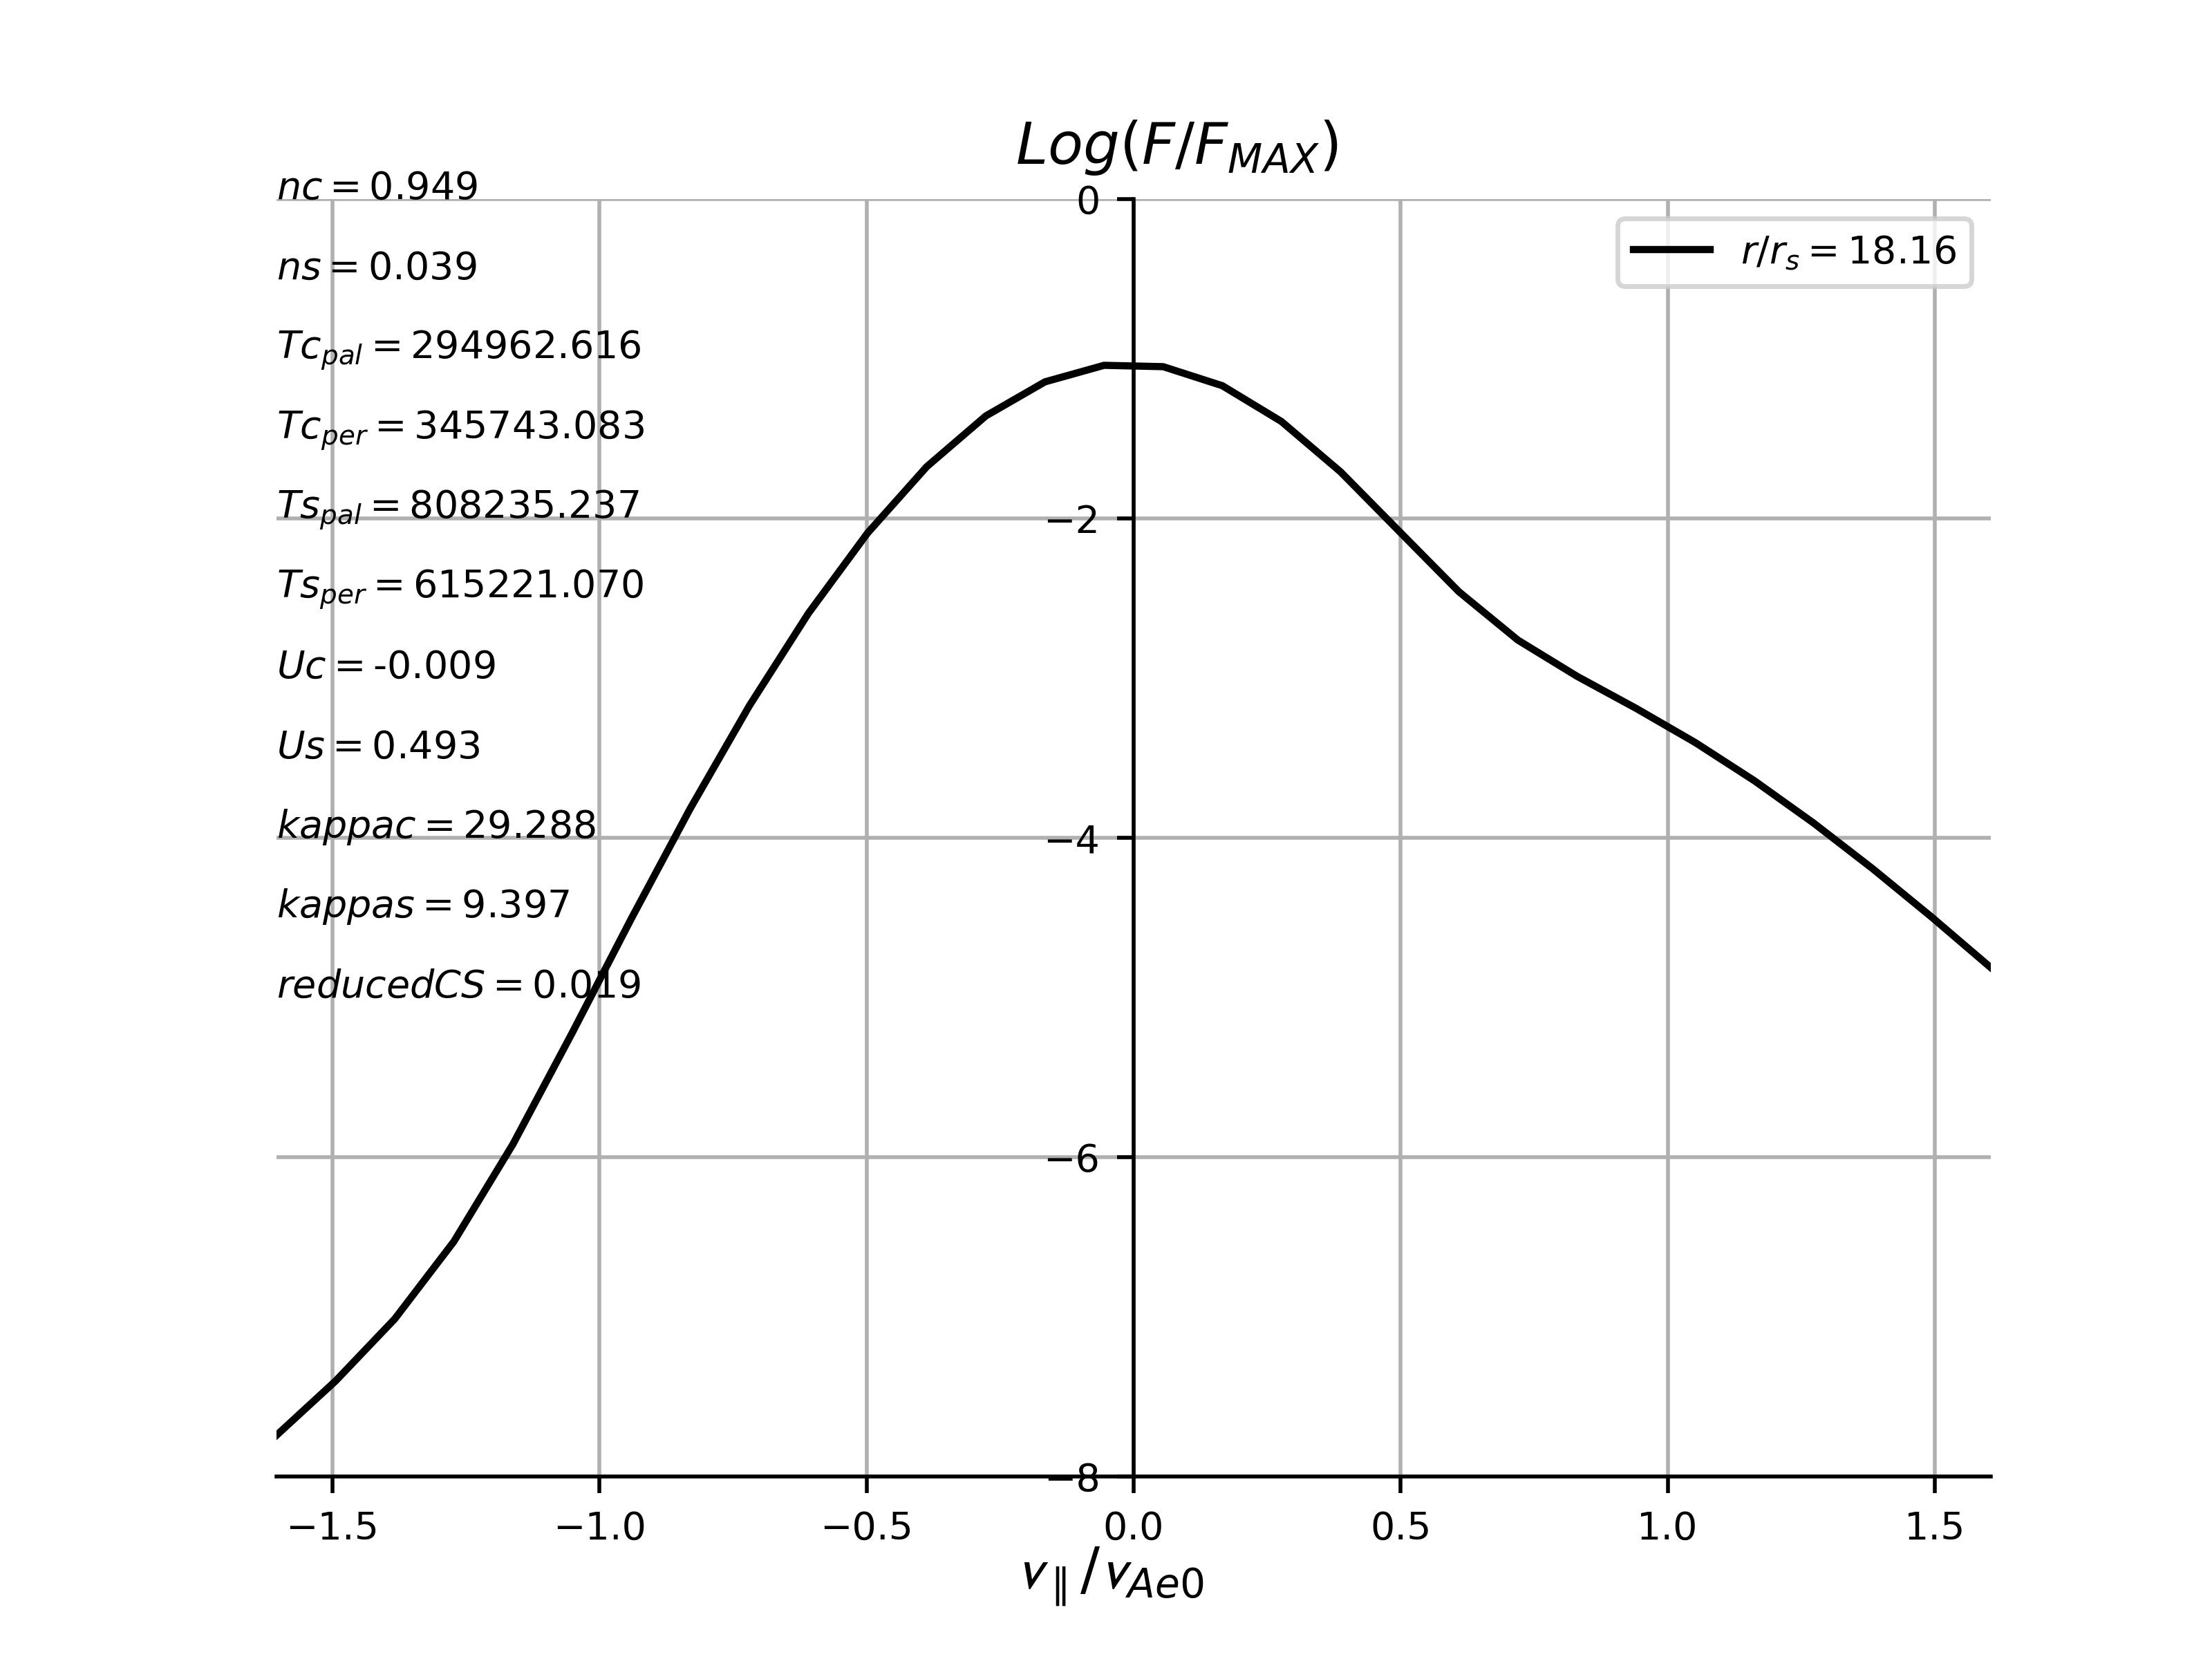 Log(F/F_MAX)
nc = 0.949
ns = 0.039
Tc_pal = 294962.616
Tc_per = 345743.083
Ts_pal = 808235.237
Ts_per = 615221.070
Uc = -0.009
Us = 0.493
kappac = 29.288
kappas = 9.397
reducedCS = 0.019
r/r_s = 18.16
0
−2
−4
−6
−8
−1.5 −1.0 −0.5 0.0 0.5 1.0 1.5
v_∥/v_Ae0